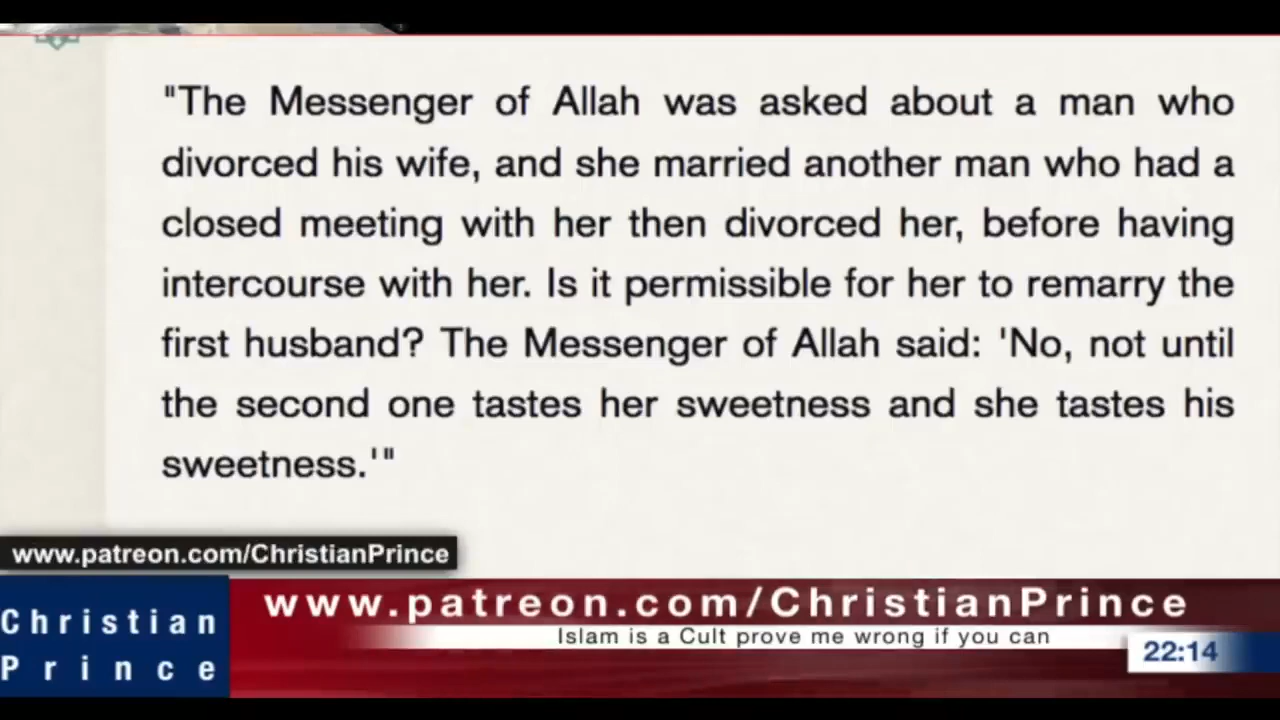 "The Messenger of Allah was asked about a man who
divorced his wife, and she married another man who had a
closed meeting with her then divorced her, before having
intercourse with her. Is it permissible for her to remarry the
first husband? The Messenger of Allah said: 'No, not until
the second one tastes her sweetness and she tastes his
sweetness.'"
www.patreon.com/ChristianPrince
www.patreon.com/ChristianPrince
Islam is a Cult prove me wrong if you can
Christian
Prince
22:14